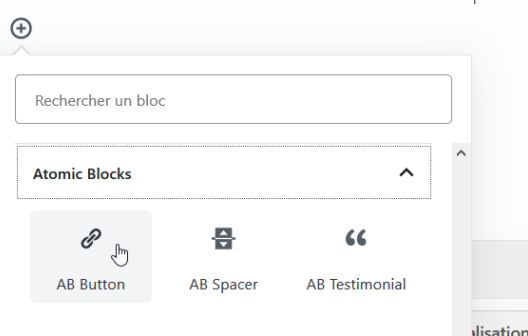 Rechercher un bloc
Atomic Blocks
AB Button AB Spacer AB Testimonial